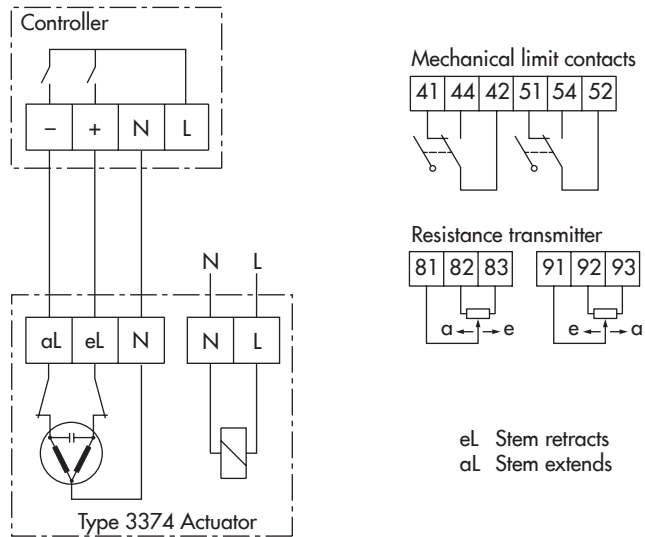 Controller
– + N L
N L
aL eL N N L
Type 3374 Actuator
Mechanical limit contacts
41 44 42 51 54 52
Resistance transmitter
81 82 83 91 92 93
a e e a
eL Stem retracts
aL Stem extends